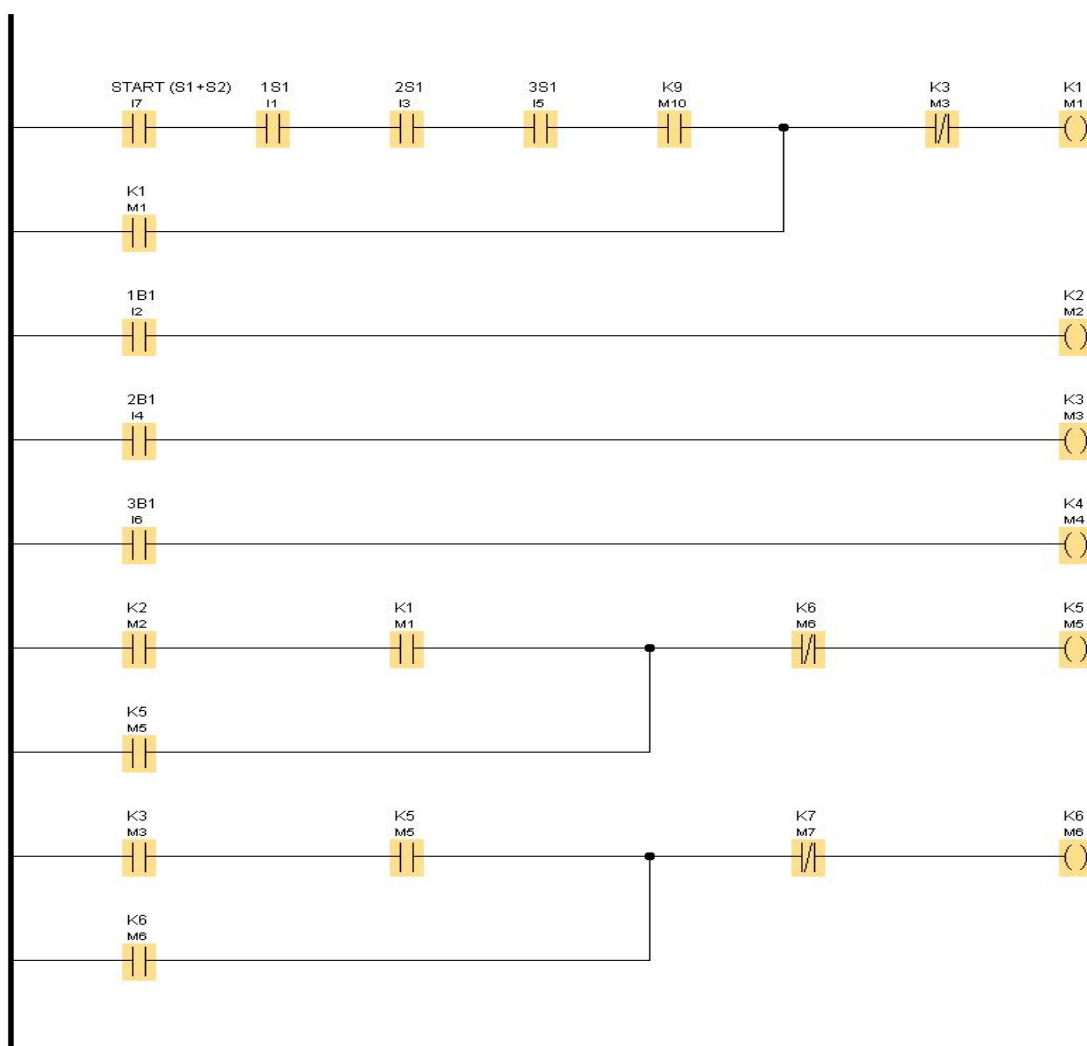 START (S1+S2) 1S1 2S1 3S1 K9 K3 K1
I7 I1 I3 I5 M10 M3 M1
K1
M1
1B1 K2
I2 M2
2B1 K3
I4 M3
3B1 K4
I6 M4
K2 K1 K6 K5
M2 M1 M6 M5
K5
M5
K3 K5 K7 K6
M3 M5 M7 M6
K6
M6